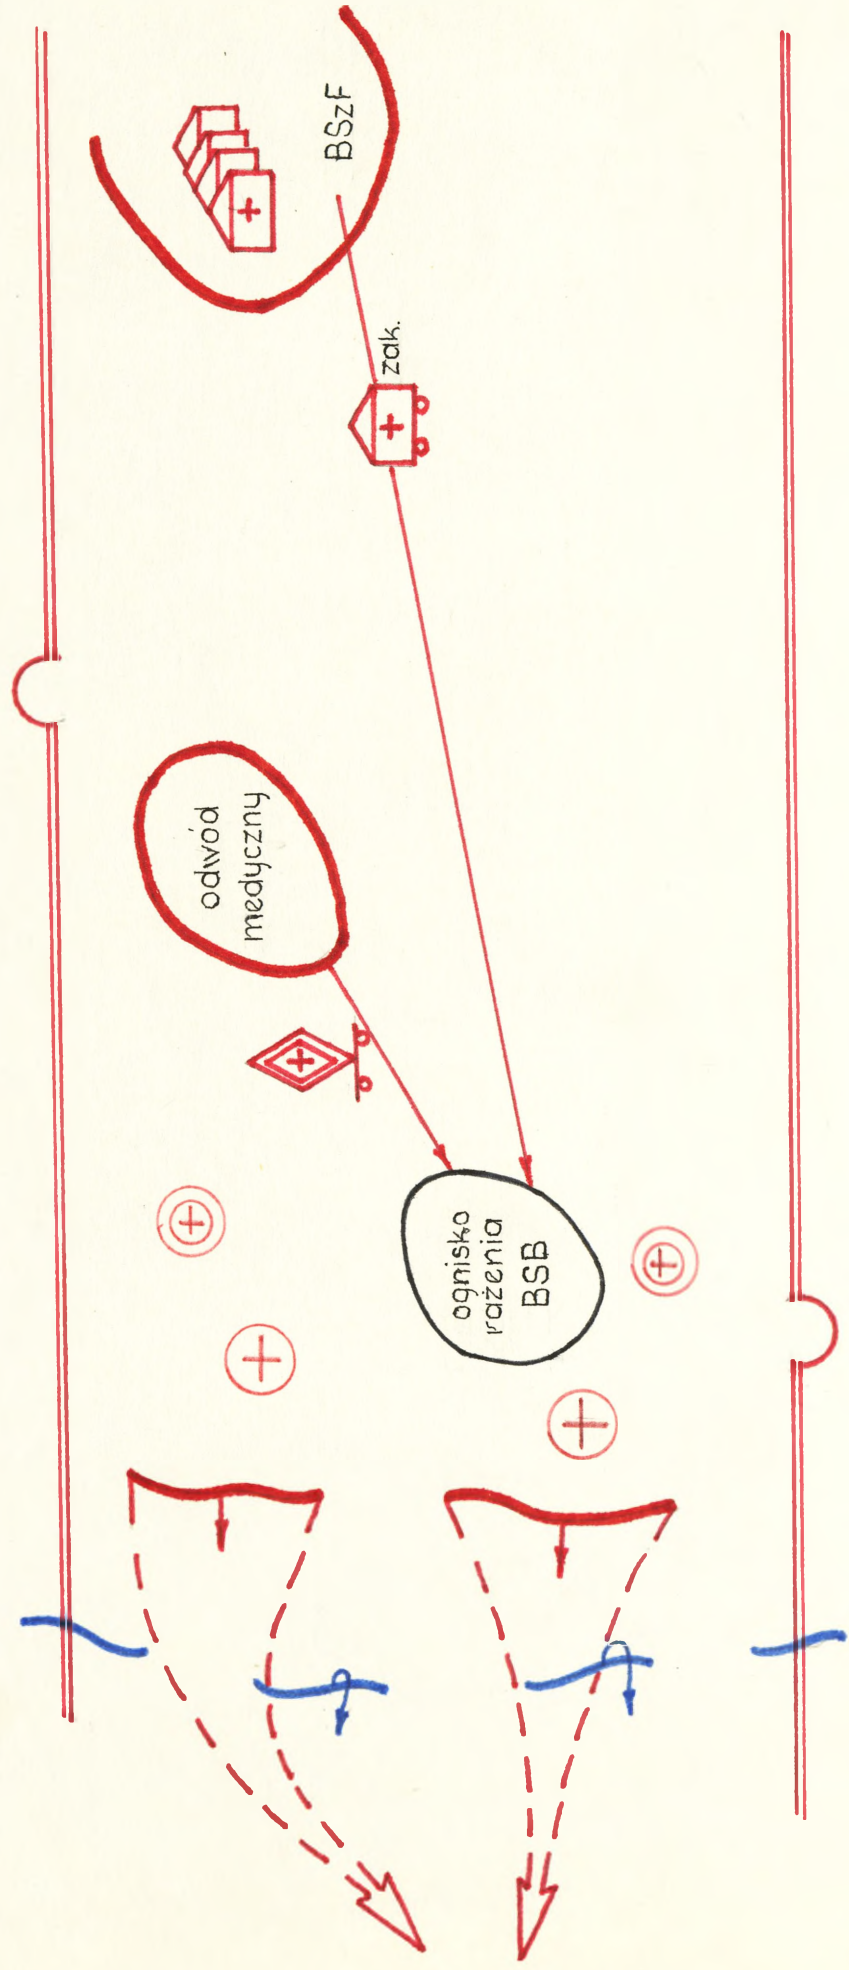 BSzF
zak.
odwód
medyczny
ognisko
rażenia
BSB